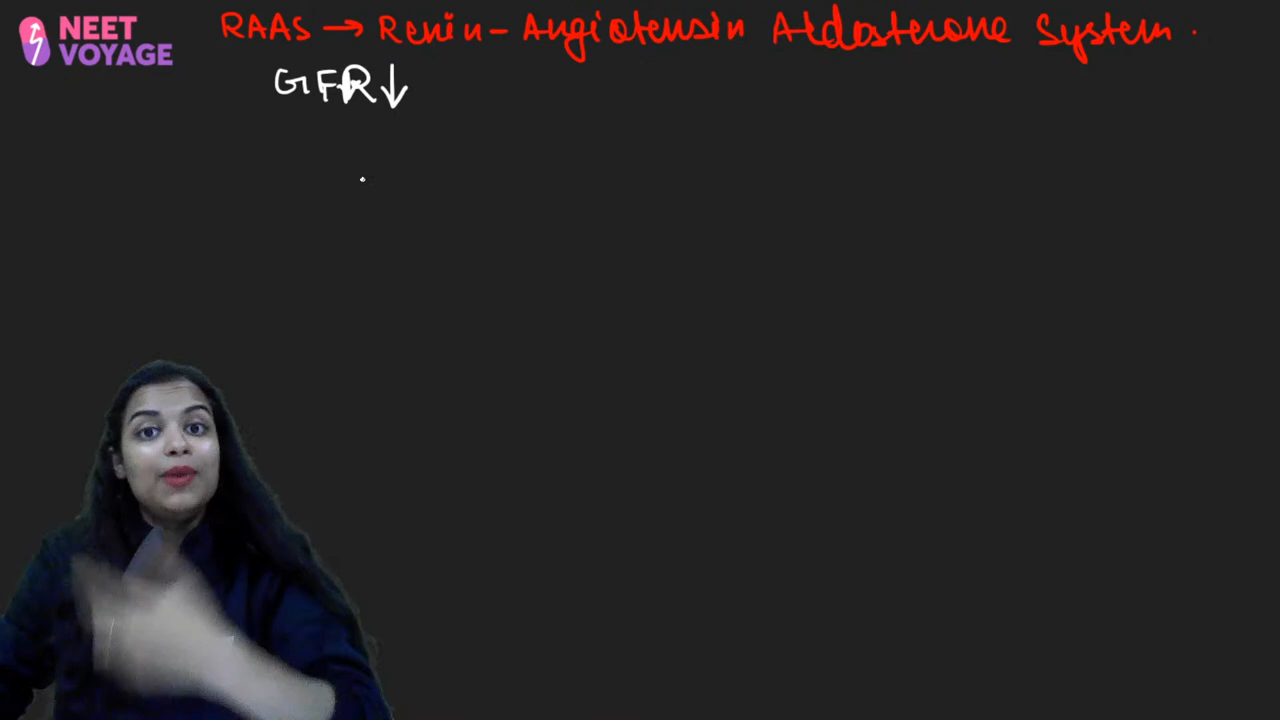 NEET
VOYAGE
RAAS → Renin - Angiotensin Aldosterone System.
GFR ↓